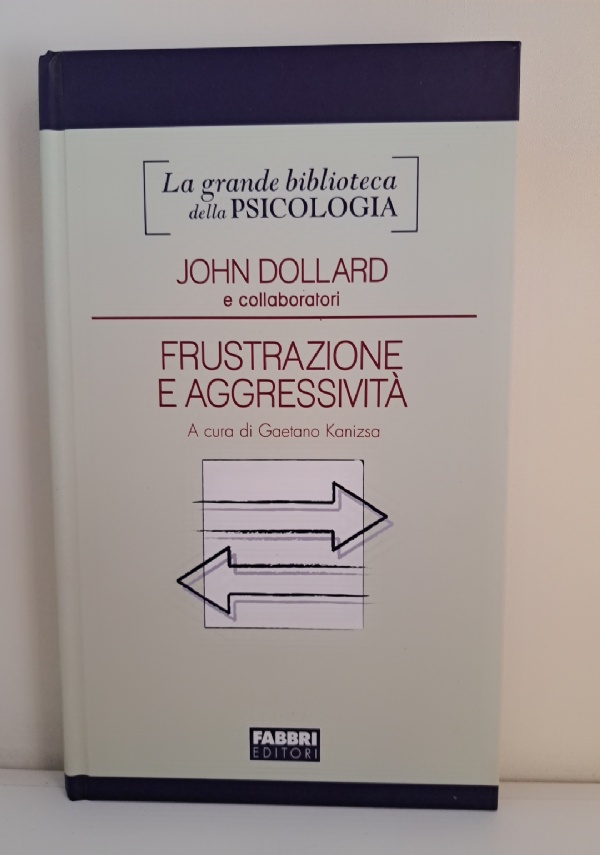 La grande biblioteca
della PSICOLOGIA
JOHN DOLLARD
e collaboratori
FRUSTRAZIONE
E AGGRESSIVITÀ
A cura di Gaetano Kanizsa
FABBRI
EDITORI